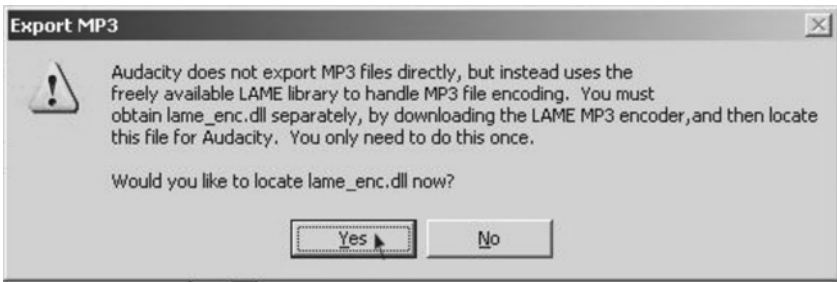 Export MP3
Audacity does not export MP3 files directly, but instead uses the
freely available LAME library to handle MP3 file encoding.  You must
obtain lame_enc.dll separately, by downloading the LAME MP3 encoder,and then locate
this file for Audacity.  You only need to do this once.
Would you like to locate lame_enc.dll now?
Yes No